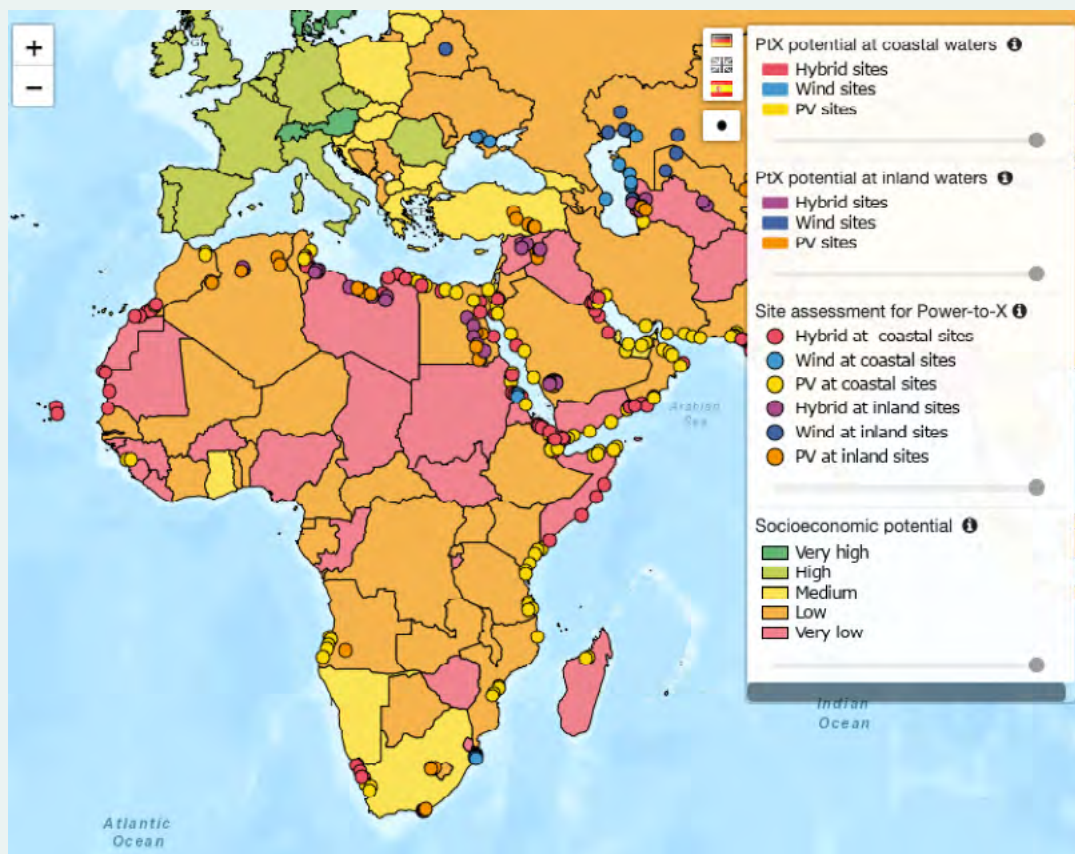 +
−
PtX potential at coastal waters
Hybrid sites
Wind sites
PV sites
PtX potential at inland waters
Hybrid sites
Wind sites
PV sites
Site assessment for Power-to-X
Hybrid at coastal sites
Wind at coastal sites
PV at coastal sites
Hybrid at inland sites
Wind at inland sites
PV at inland sites
Socioeconomic potential
Very high
High
Medium
Low
Very low
Arabian
Sea
Indian
Ocean
Atlantic
Ocean